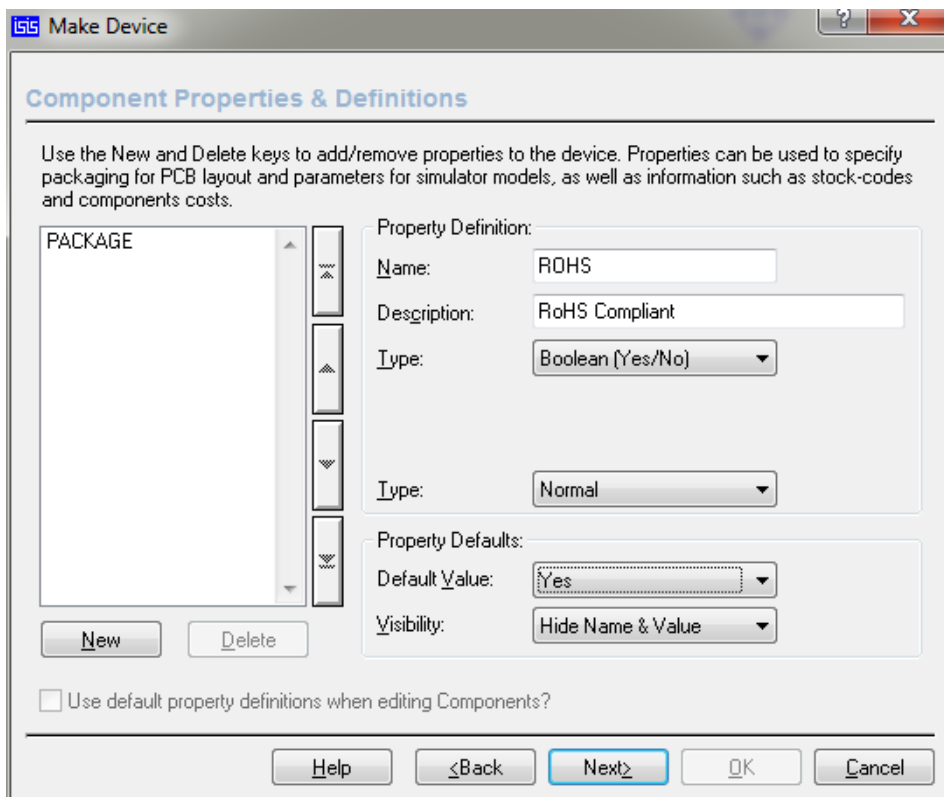 isis Make Device
?
X
Component Properties & Definitions
Use the New and Delete keys to add/remove properties to the device. Properties can be used to specify
packaging for PCB layout and parameters for simulator models, as well as information such as stock-codes
and components costs.
PACKAGE
Property Definition:
Name: ROHS
Description: RoHS Compliant
Type: Boolean (Yes/No)
Type: Normal
Property Defaults:
Default Value: Yes
Visibility: Hide Name & Value
New Delete
Use default property definitions when editing Components?
Help <Back Next> OK Cancel